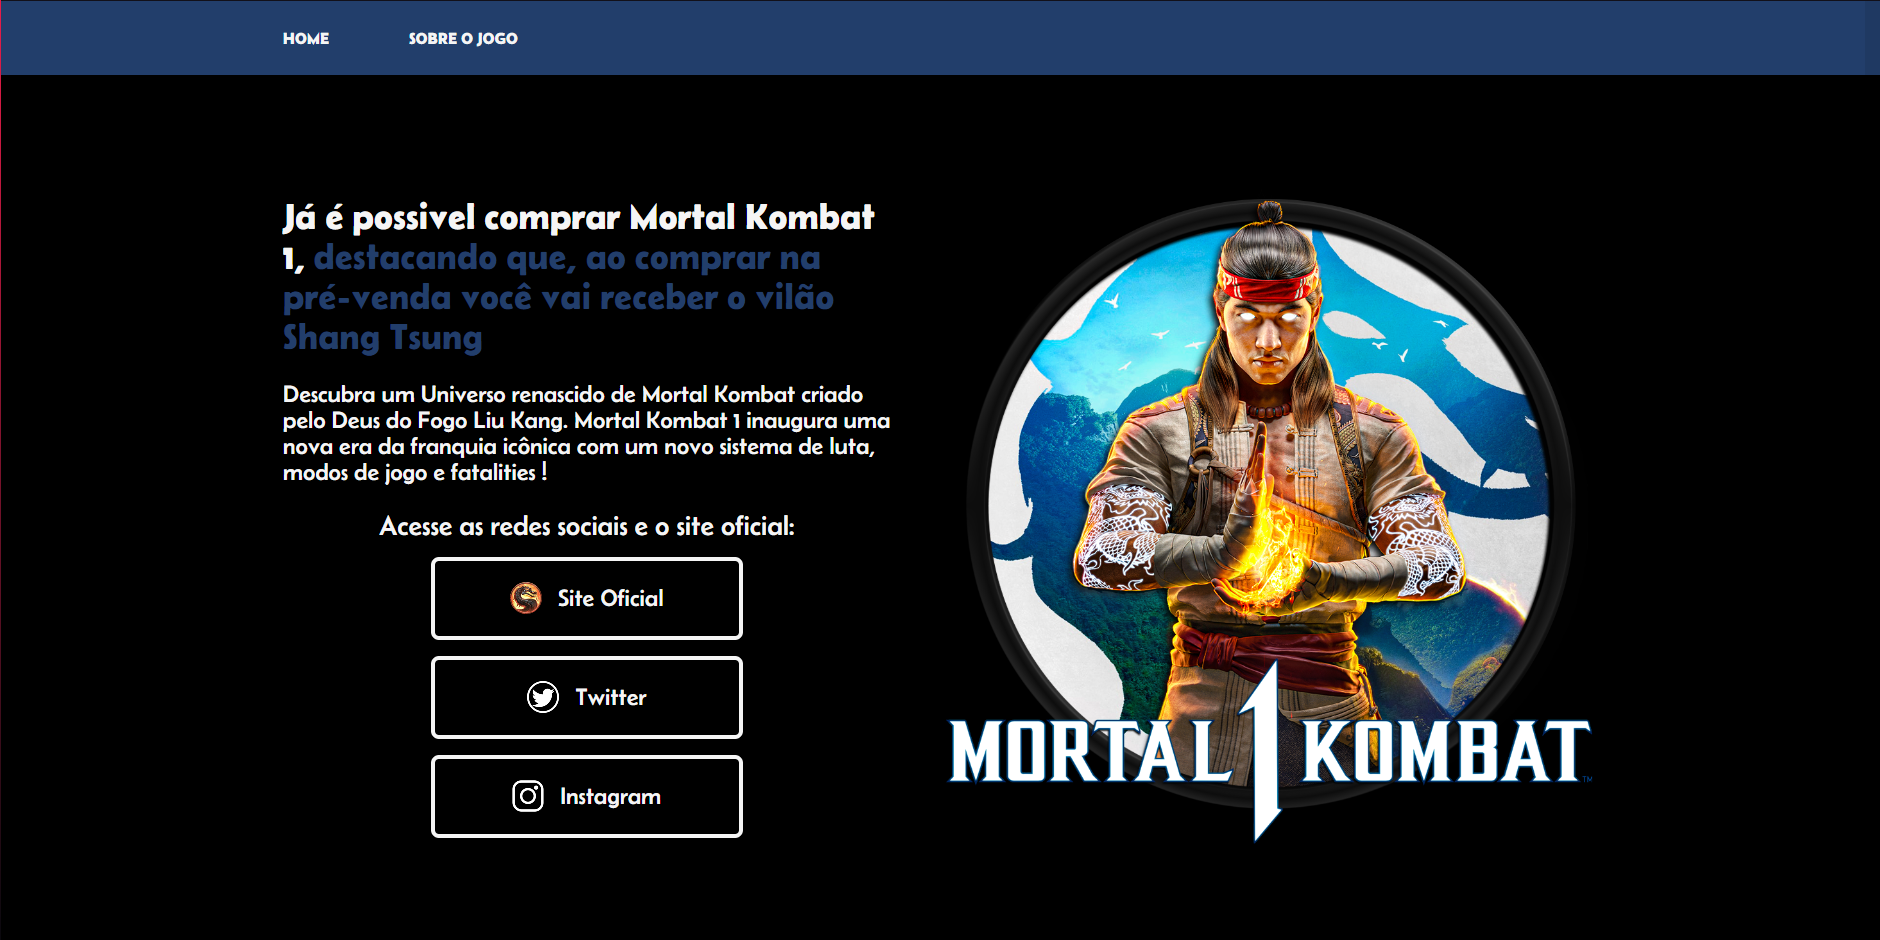 HOME SOBRE O JOGO
Já é possivel comprar Mortal Kombat
1, destacando que, ao comprar na
pré-venda você vai receber o vilão
Shang Tsung
Descubra um Universo renascido de Mortal Kombat criado
pelo Deus do Fogo Liu Kang. Mortal Kombat 1 inaugura uma
nova era da franquia icônica com um novo sistema de luta,
modos de jogo e fatalities !
Acesse as redes sociais e o site oficial:
Site Oficial
Twitter
Instagram
MORTAL 1 KOMBAT™